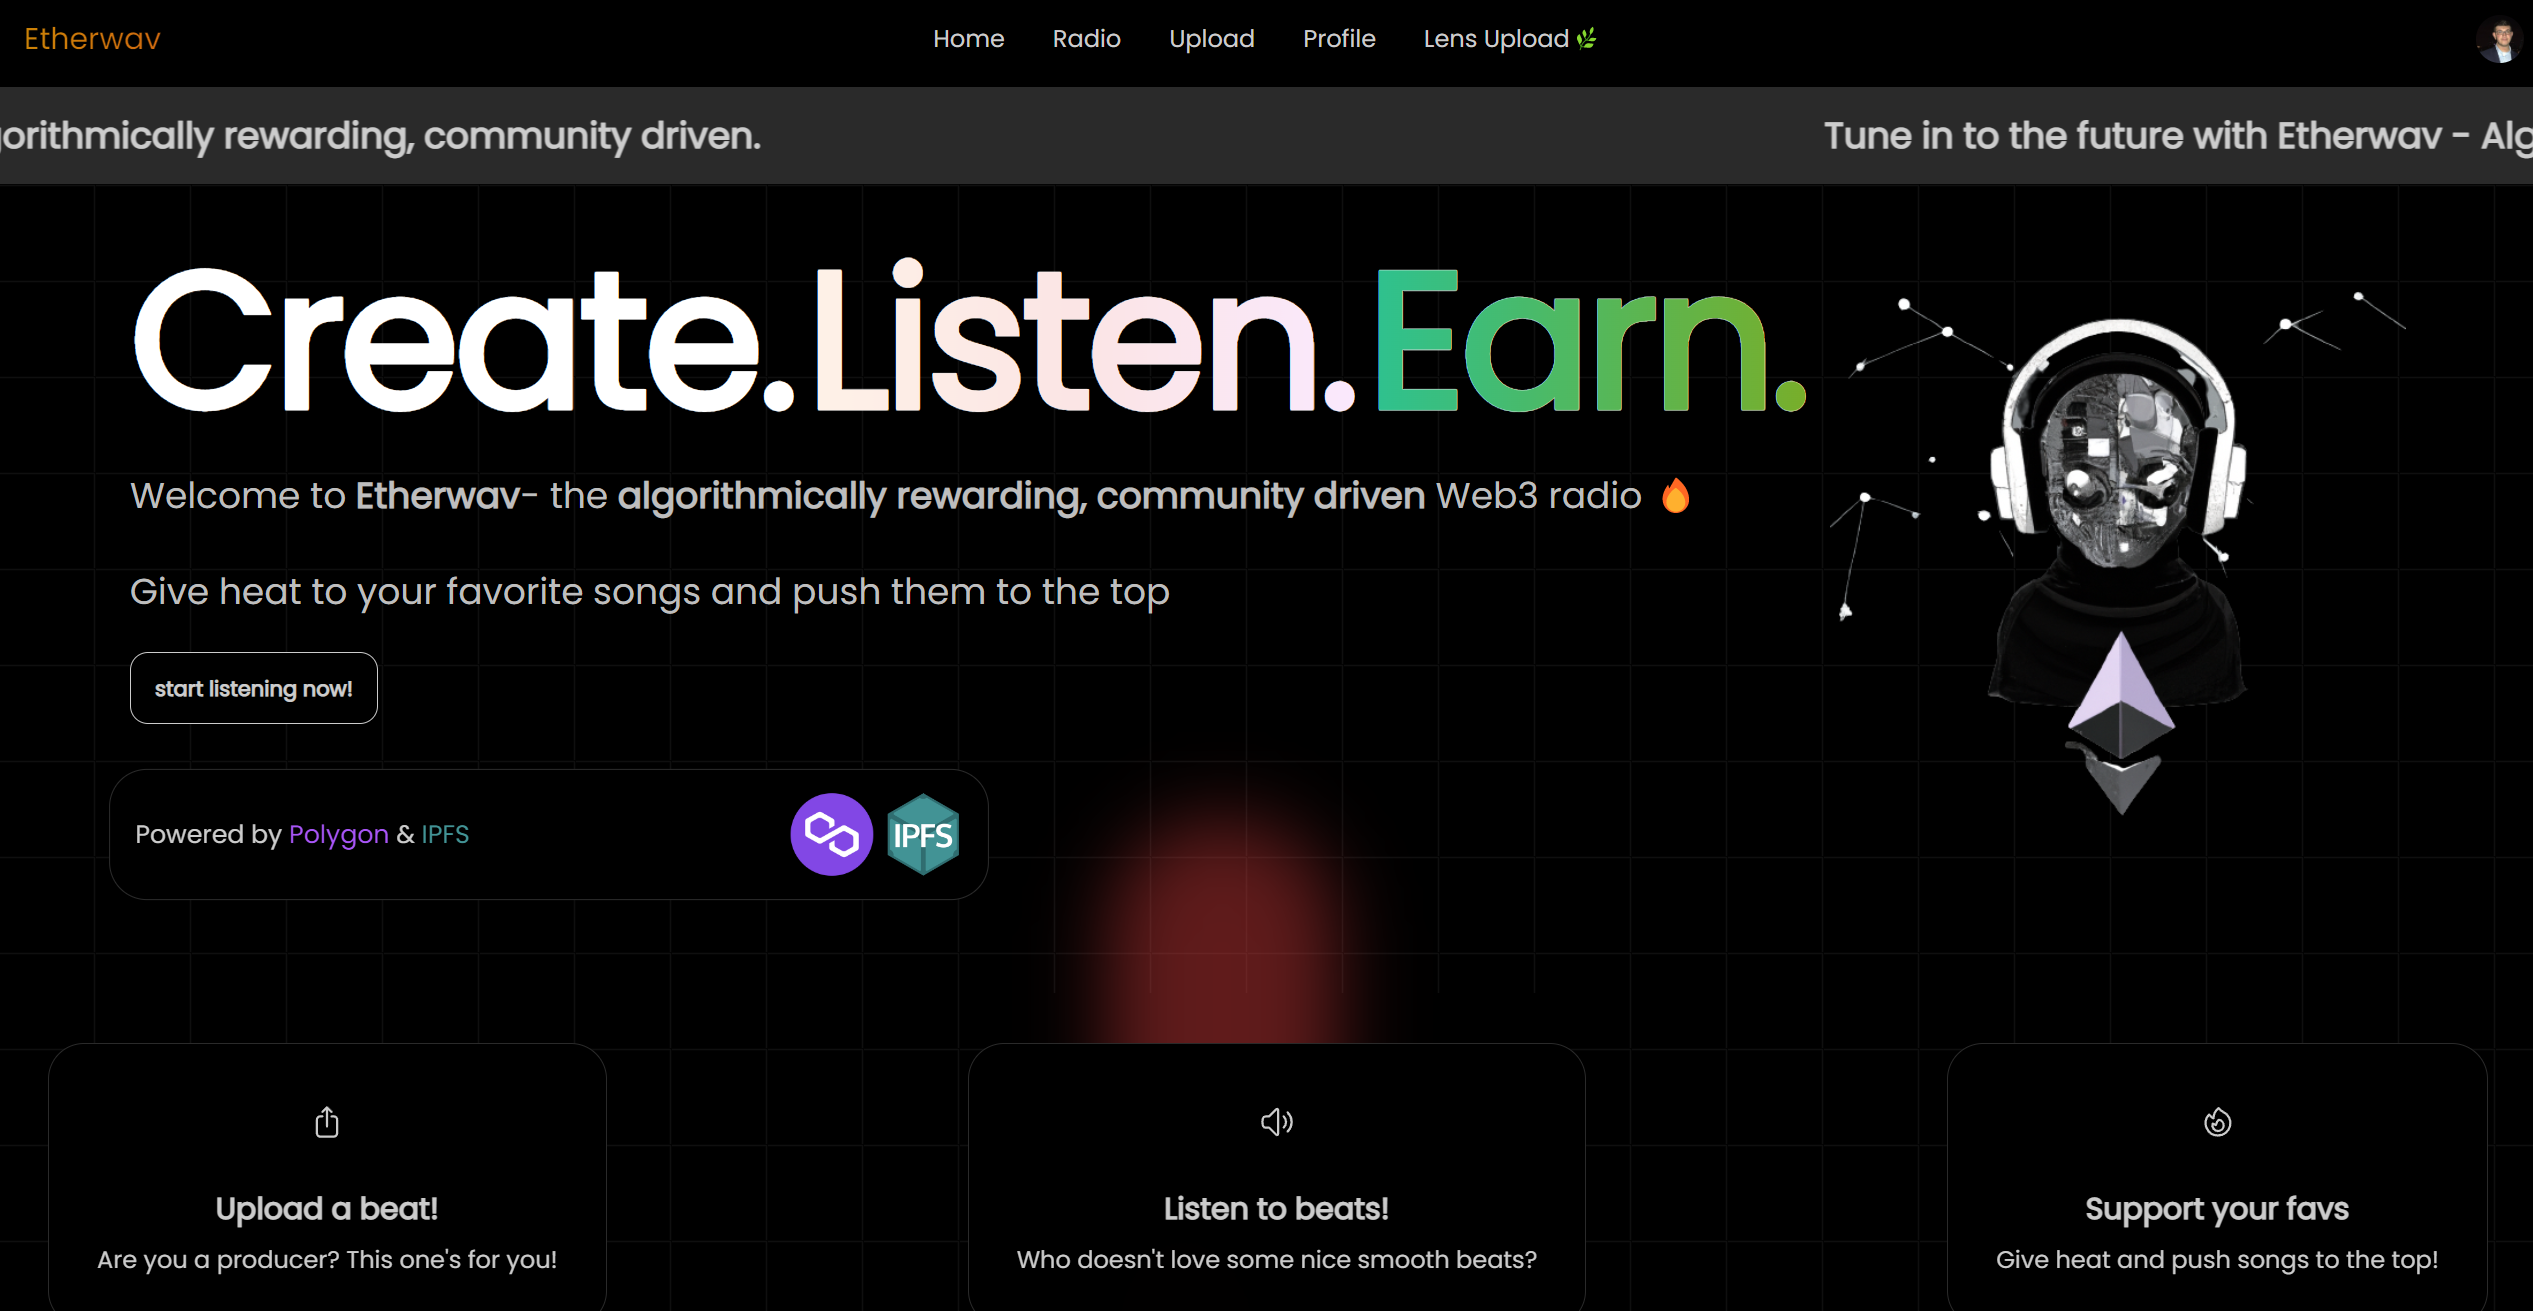 Etherwav
Home Radio Upload Profile Lens Upload 🌿
gorithmically rewarding, community driven. Tune in to the future with Etherwav - Alg
Create.Listen.Earn.
Welcome to Etherwav- the algorithmically rewarding, community driven Web3 radio 🔥
Give heat to your favorite songs and push them to the top
start listening now!
Powered by Polygon & IPFS
IPFS
Upload a beat!
Are you a producer? This one's for you!
Listen to beats!
Who doesn't love some nice smooth beats?
Support your favs
Give heat and push songs to the top!